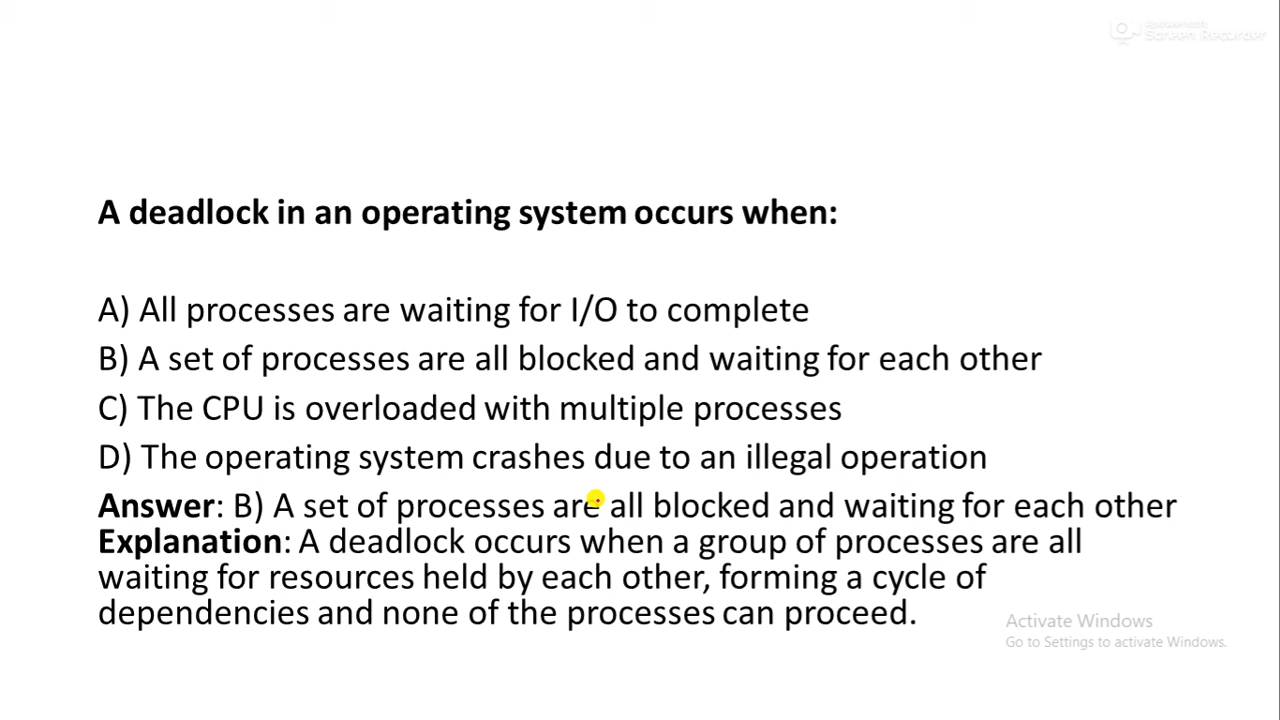 Apowersoft
Screen Recorder
A deadlock in an operating system occurs when:
A) All processes are waiting for I/O to complete
B) A set of processes are all blocked and waiting for each other
C) The CPU is overloaded with multiple processes
D) The operating system crashes due to an illegal operation
Answer: B) A set of processes are all blocked and waiting for each other
Explanation: A deadlock occurs when a group of processes are all
waiting for resources held by each other, forming a cycle of
dependencies and none of the processes can proceed.
Activate Windows
Go to Settings to activate Windows.